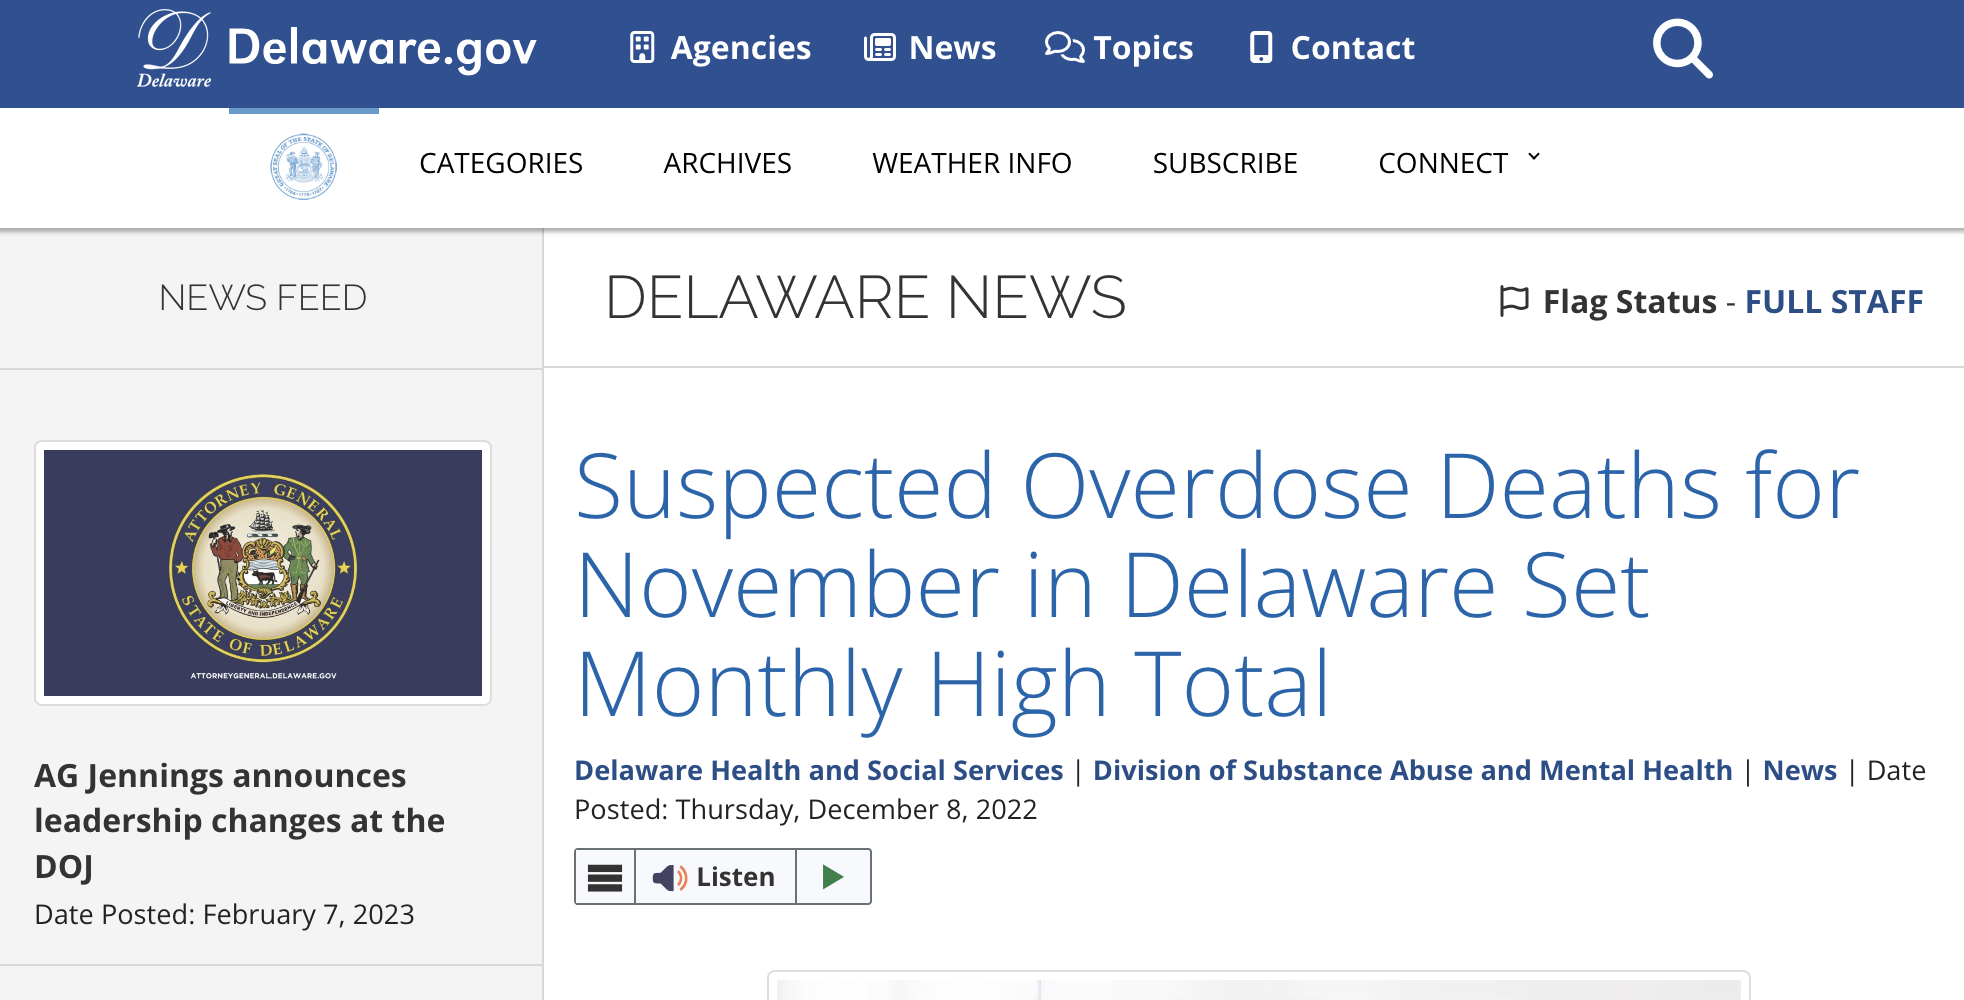 Delaware
Delaware.gov
Agencies
News
Topics
Contact
CATEGORIES
ARCHIVES
WEATHER INFO
SUBSCRIBE
CONNECT
NEWS FEED
DELAWARE NEWS
Flag Status - FULL STAFF
ATTORNEY GENERAL
LIBERTY AND INDEPENDENCE
STATE OF DELAWARE
ATTORNEYGENERAL.DELAWARE.GOV
AG Jennings announces
leadership changes at the
DOJ
Date Posted: February 7, 2023
Suspected Overdose Deaths for
November in Delaware Set
Monthly High Total
Delaware Health and Social Services | Division of Substance Abuse and Mental Health | News | Date
Posted: Thursday, December 8, 2022
Listen